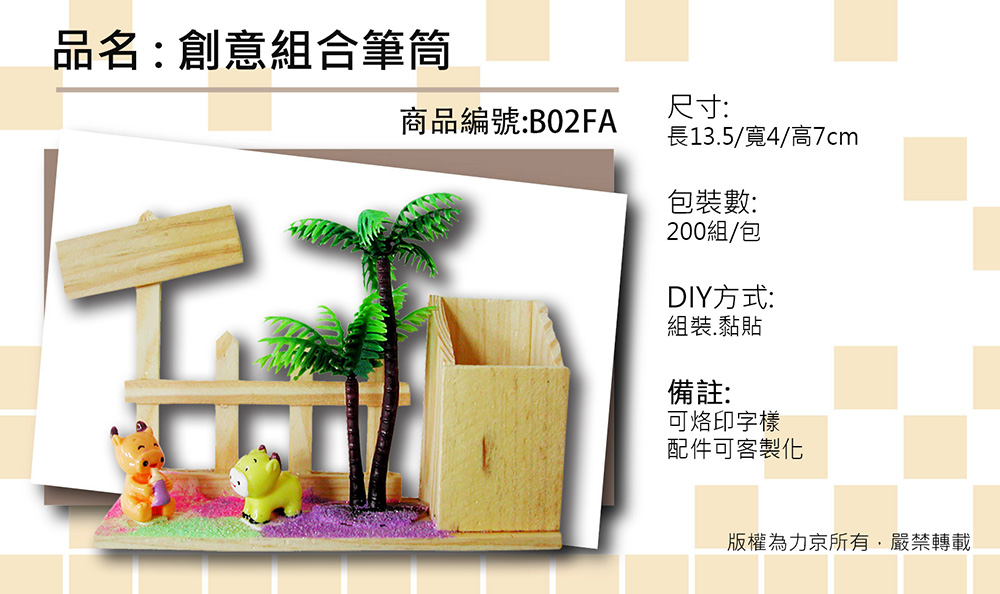 品名 : 創意組合筆筒
商品編號:B02FA
尺寸:
長13.5/寬4/高7cm
包裝數:
200組/包
DIY方式:
組裝.黏貼
備註:
可烙印字樣
配件可客製化
版權為力京所有，嚴禁轉載